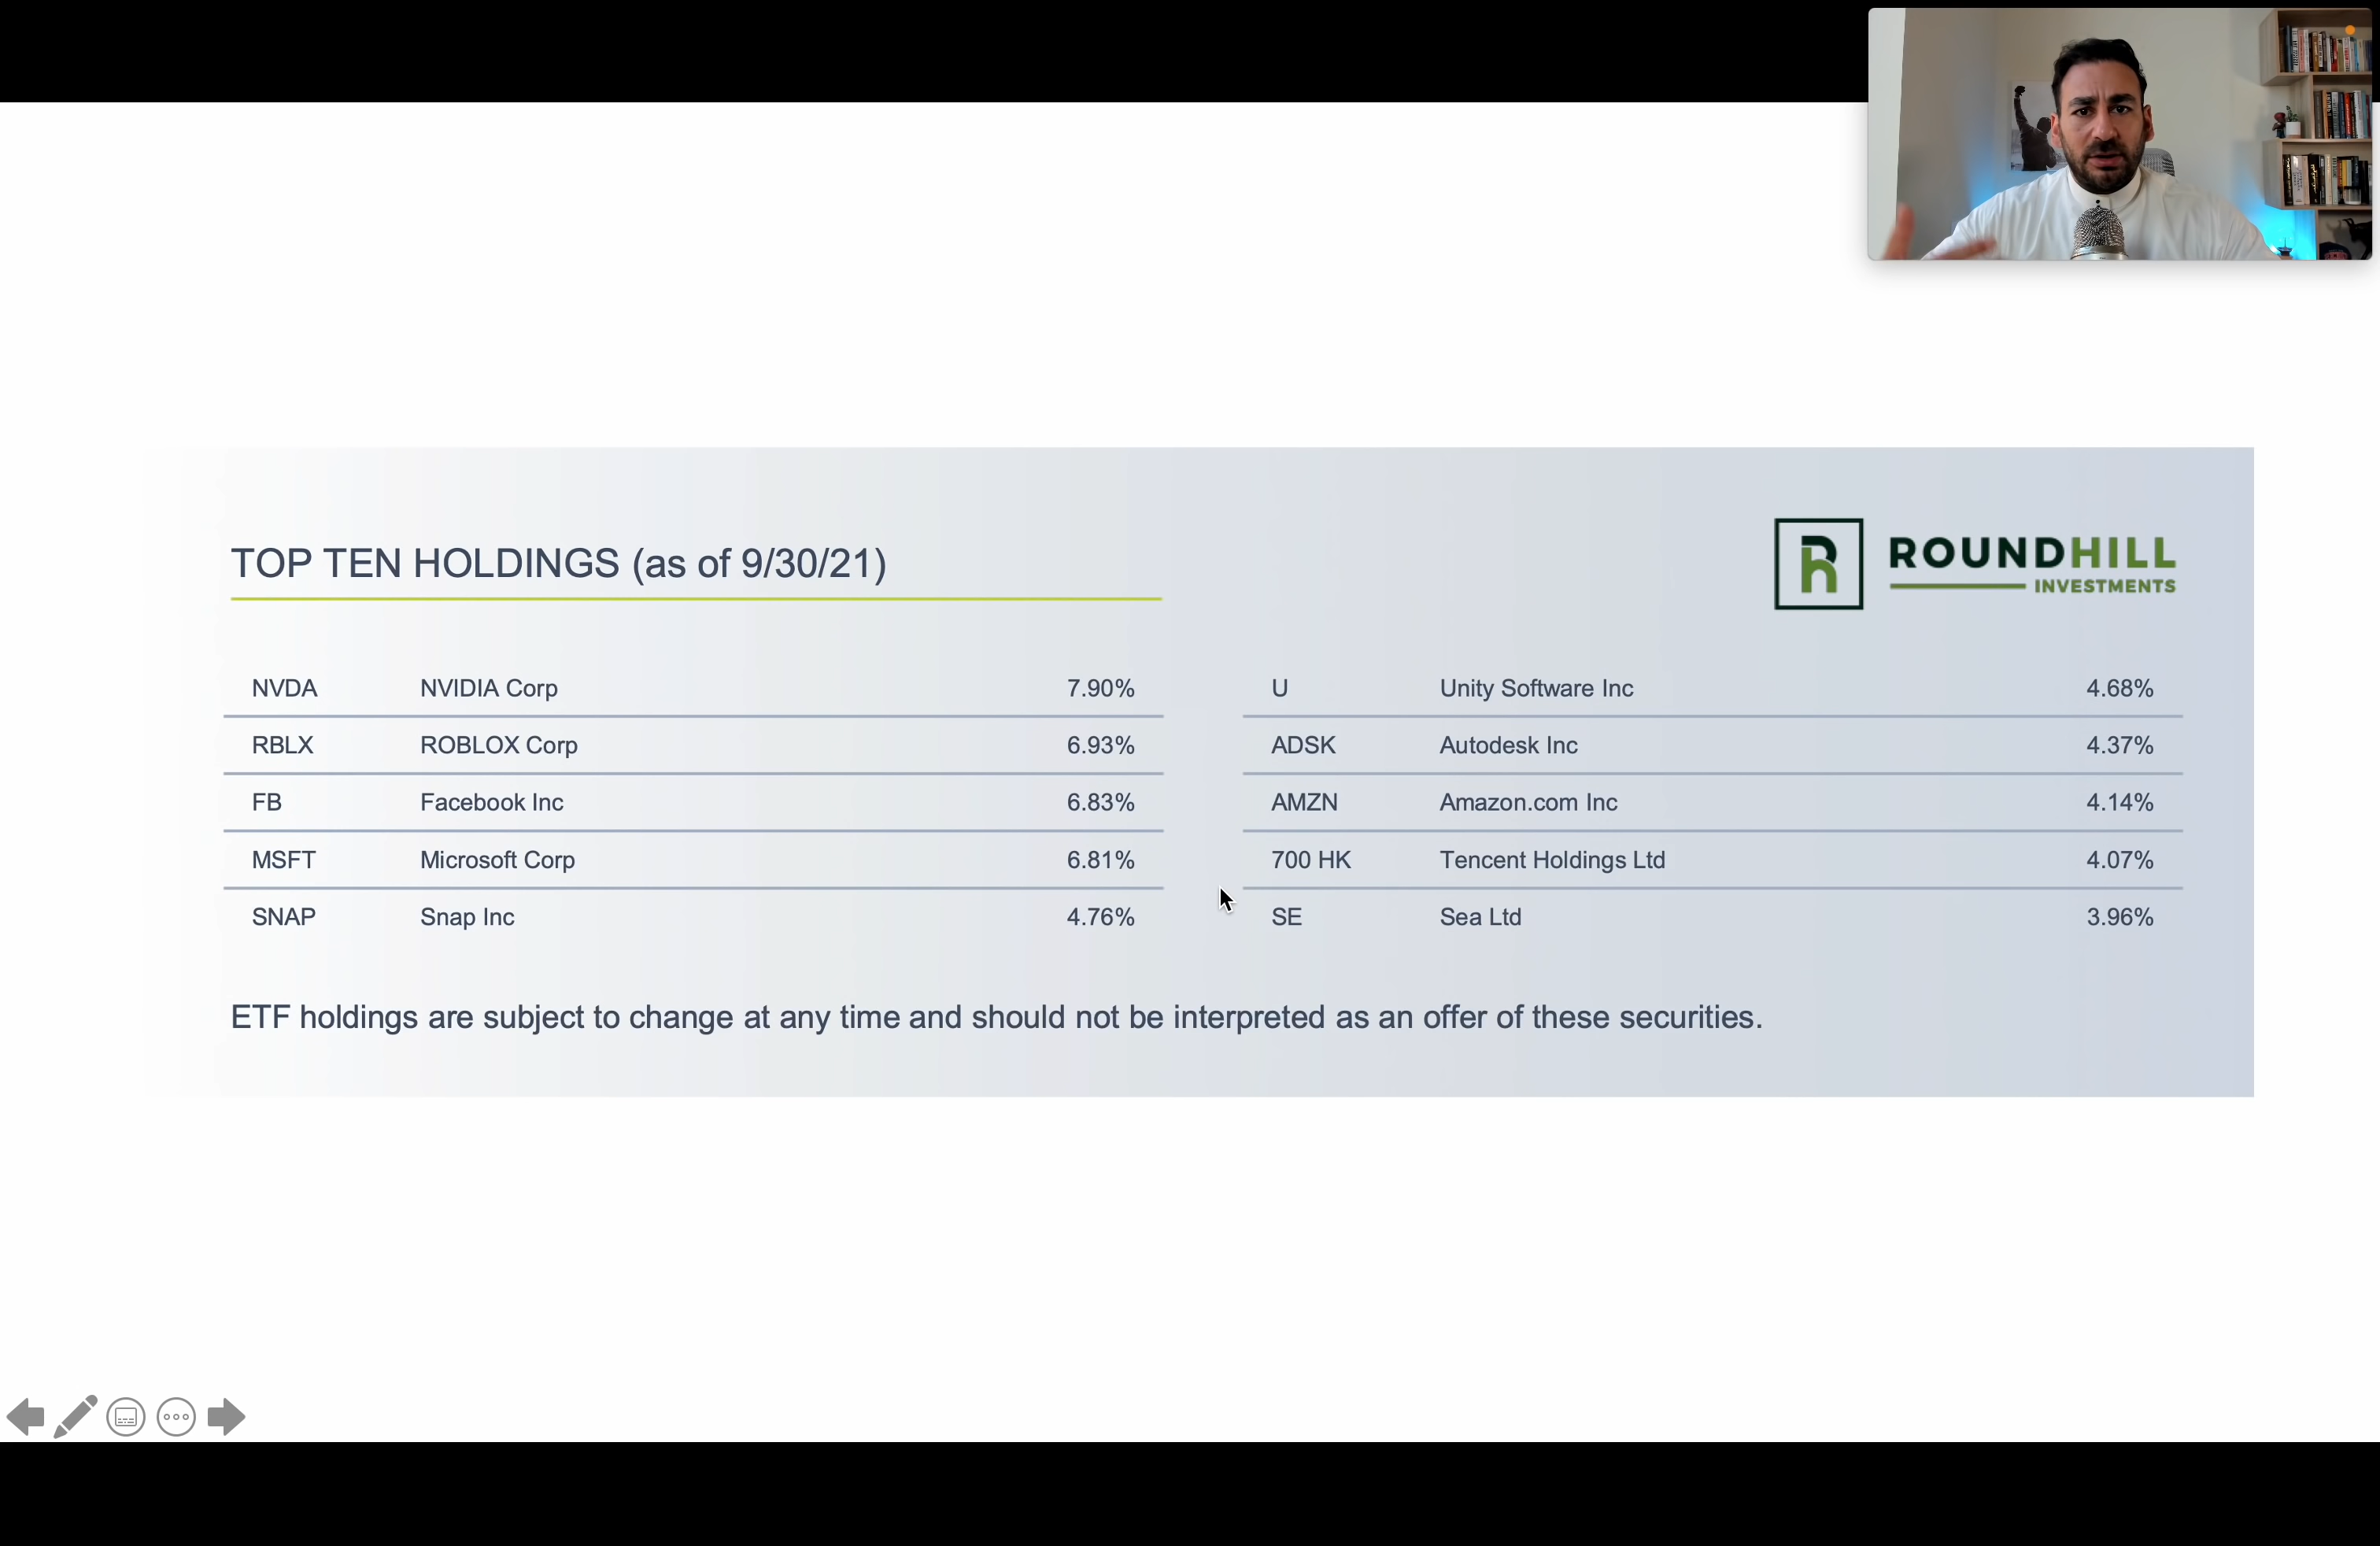 TOP TEN HOLDINGS (as of 9/30/21)
ROUNDHILL
INVESTMENTS
NVDA NVIDIA Corp 7.90%
RBLX ROBLOX Corp 6.93%
FB Facebook Inc 6.83%
MSFT Microsoft Corp 6.81%
SNAP Snap Inc 4.76%
U Unity Software Inc 4.68%
ADSK Autodesk Inc 4.37%
AMZN Amazon.com Inc 4.14%
700 HK Tencent Holdings Ltd 4.07%
SE Sea Ltd 3.96%
ETF holdings are subject to change at any time and should not be interpreted as an offer of these securities.